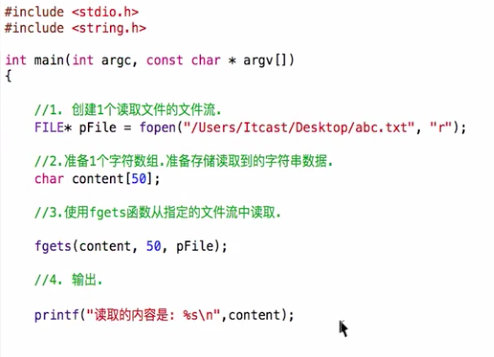 #include <stdio.h>
#include <string.h>
int main(int argc, const char * argv[])
{
//1. 创建1个读取文件的文件流.
FILE* pFile = fopen("/Users/Itcast/Desktop/abc.txt", "r");
//2.准备1个字符数组.准备存储读取到的字符串数据.
char content[50];
//3.使用fgets函数从指定的文件流中读取.
fgets(content, 50, pFile);
//4. 输出.
printf("读取的内容是: %s\n",content);